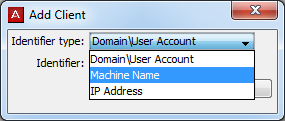 Add Client
Identifier type: Domain\User Account
Identifier: Domain\User Account
Machine Name
IP Address